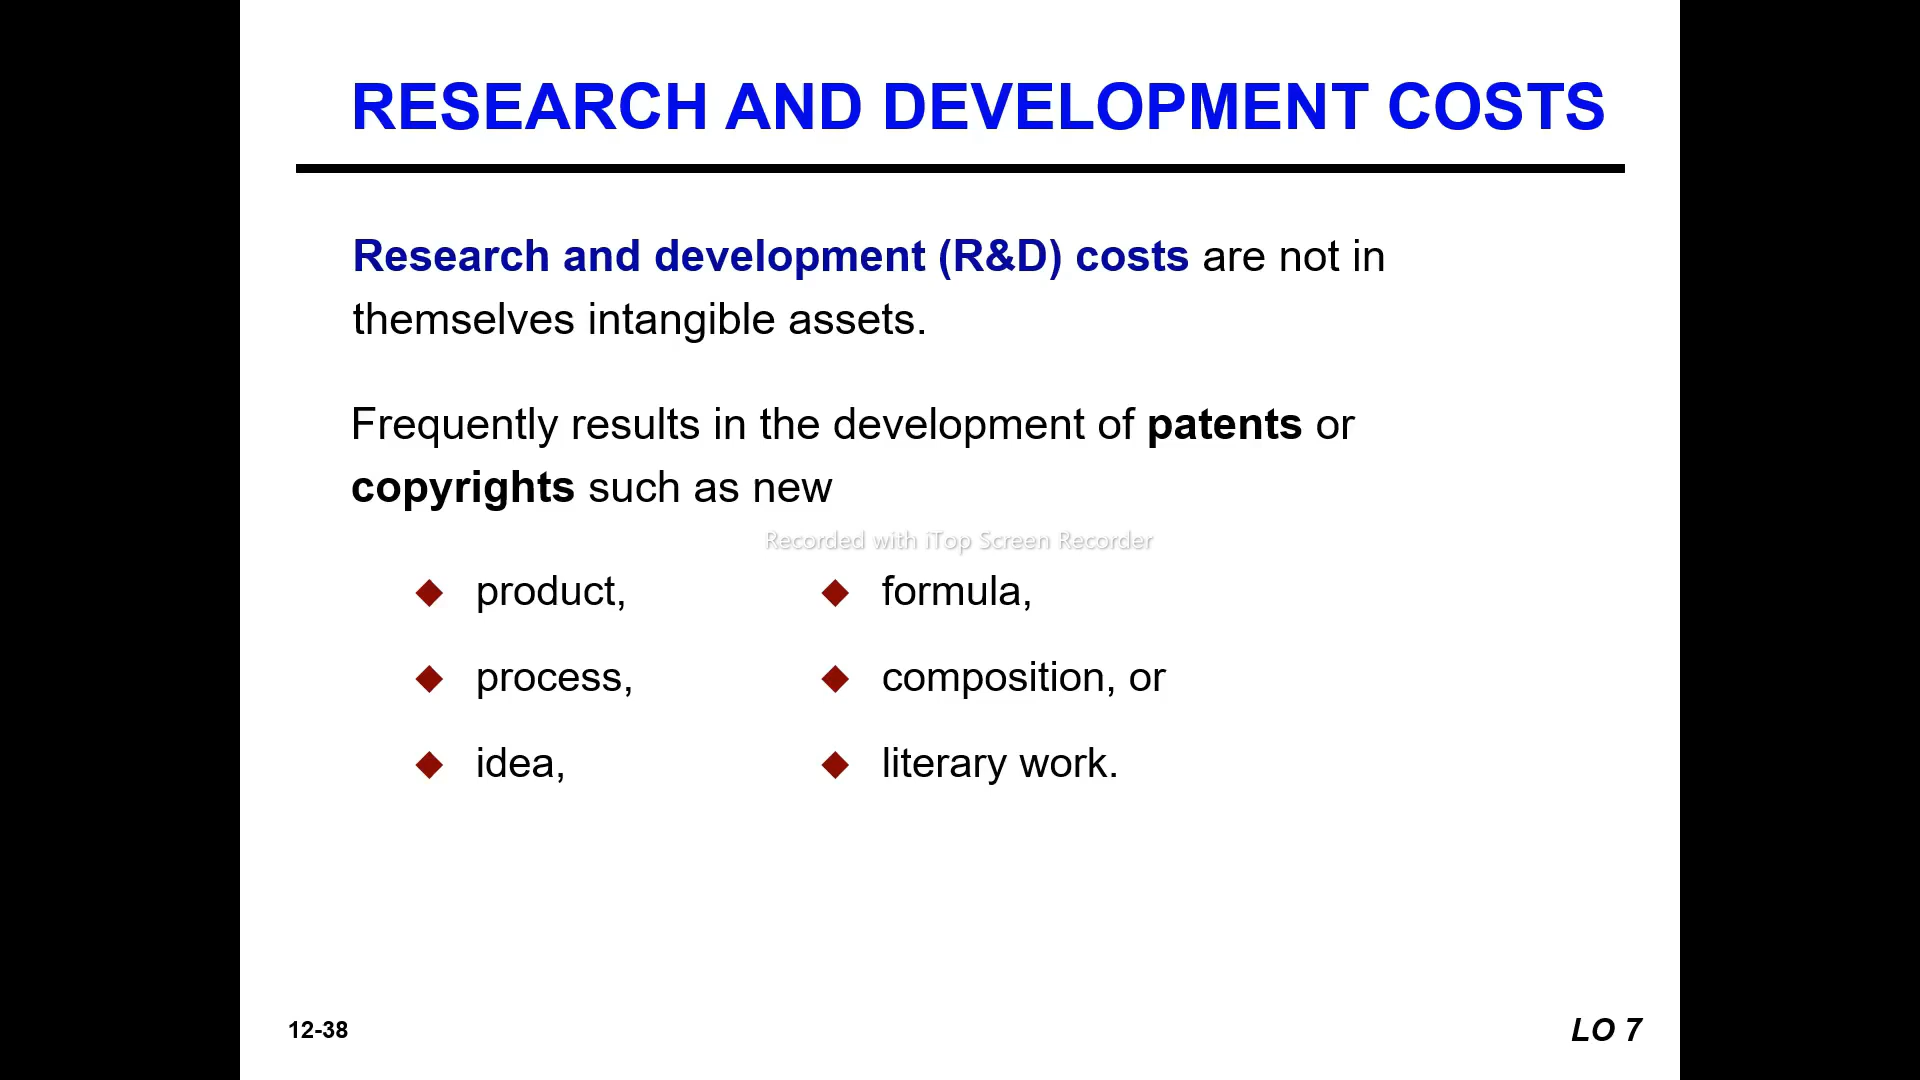 RESEARCH AND DEVELOPMENT COSTS
Research and development (R&D) costs are not in
themselves intangible assets.
Frequently results in the development of patents or
copyrights such as new
Recorded with iTop Screen Recorder
product,
process,
idea,
formula,
composition, or
literary work.
12-38
LO 7